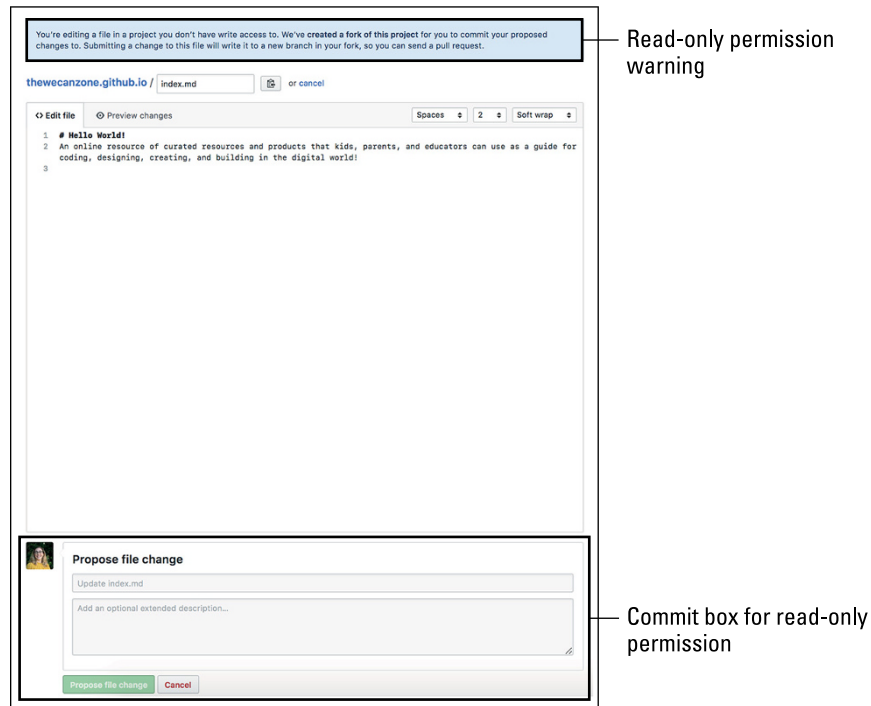 You're editing a file in a project you don't have write access to. We've created a fork of this project for you to commit your proposed
changes to. Submitting a change to this file will write it to a new branch in your fork, so you can send a pull request.
Read-only permission
warning
thewecanzone.github.io / index.md or cancel
<> Edit file Preview changes Spaces 2 Soft wrap
1 # Hello World!
2 An online resource of curated resources and products that kids, parents, and educators can use as a guide for
coding, designing, creating, and building in the digital world!
3
Propose file change
Update index.md
Add an optional extended description...
Commit box for read-only
permission
Propose file change Cancel